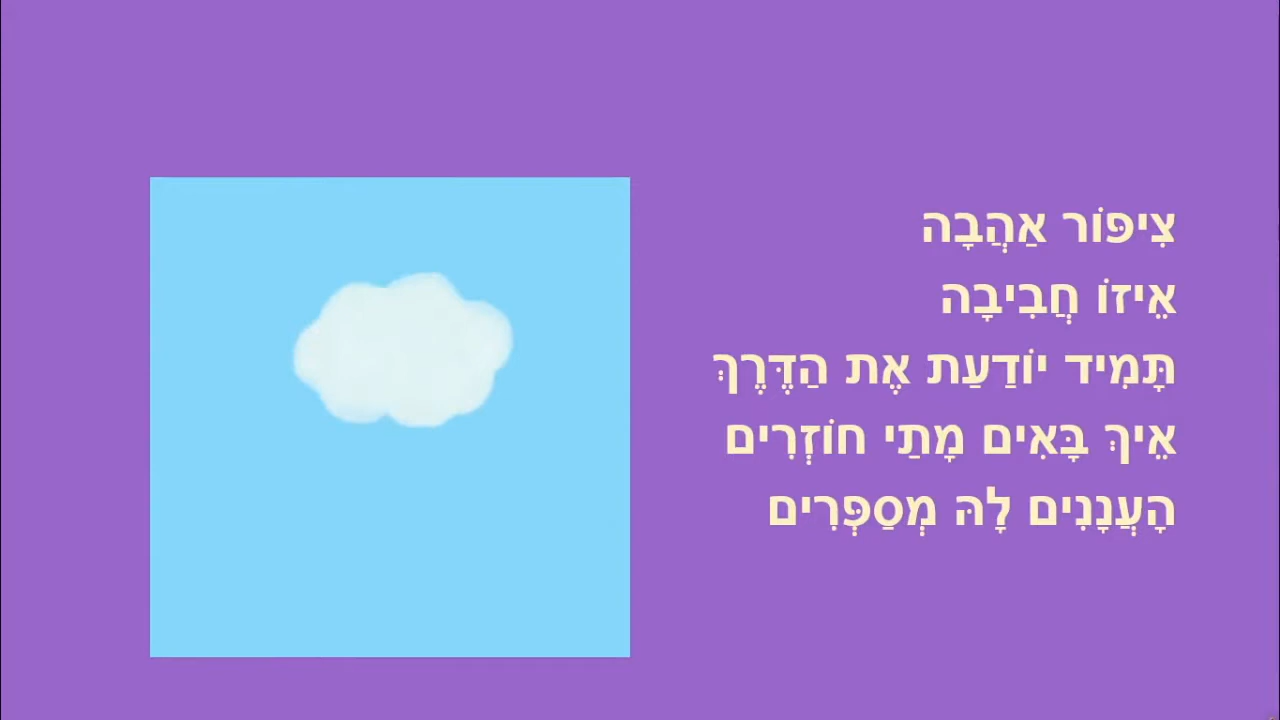 צִיפּוֹר אַהֲבָה
אֵיזוֹ חֲבִיבָה
תָּמִיד יוֹדַעַת אֶת הַדֶּרֶךְ
אֵיךְ בָּאִים מָתַי חוֹזְרִים
הָעֲנָנִים לָהּ מְסַפְּרִים